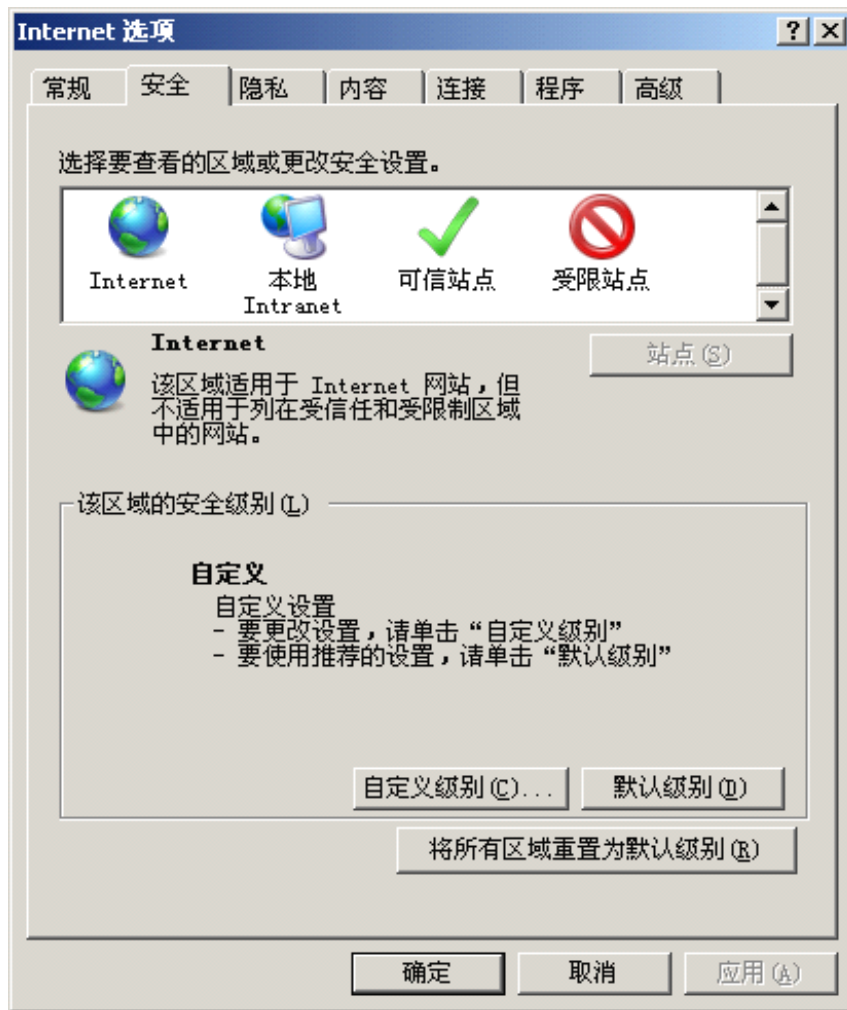 Internet 选项
常规 安全 隐私 内容 连接 程序 高级
选择要查看的区域或更改安全设置。
Internet
本地
Intranet
可信站点
受限站点
Internet
站点(S)
该区域适用于 Internet 网站，但
不适用于列在受信任和受限制区域
中的网站。
该区域的安全级别(L)
自定义
自定义设置
- 要更改设置，请单击“自定义级别”
- 要使用推荐的设置，请单击“默认级别”
自定义级别(C)... 默认级别(D)
将所有区域重置为默认级别(R)
确定 取消 应用(A)